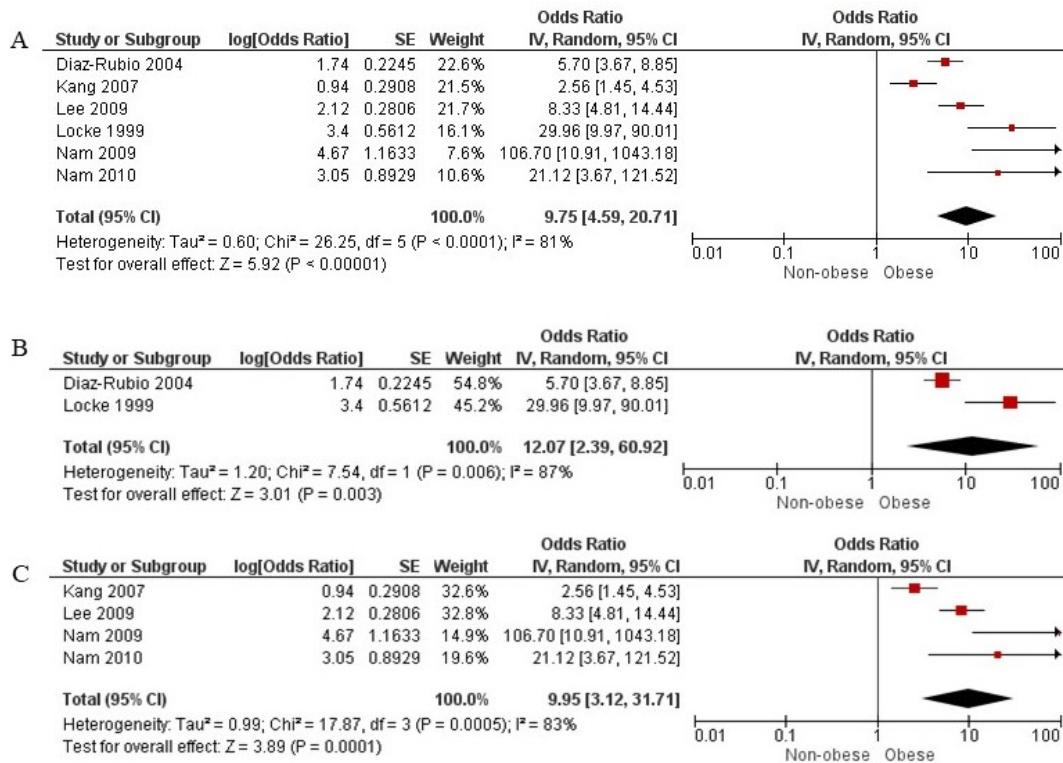 A
Odds Ratio Odds Ratio
Study or Subgroup log[Odds Ratio] SE Weight IV, Random, 95% CI IV, Random, 95% CI
Diaz-Rubio 2004 1.74 0.2245 22.6% 5.70 [3.67, 8.85]
Kang 2007 0.94 0.2908 21.5% 2.56 [1.45, 4.53]
Lee 2009 2.12 0.2806 21.7% 8.33 [4.81, 14.44]
Locke 1999 3.4 0.5612 16.1% 29.96 [9.97, 90.01]
Nam 2009 4.67 1.1633 7.6% 106.70 [10.91, 1043.18]
Nam 2010 3.05 0.8929 10.6% 21.12 [3.67, 121.52]
Total (95% CI) 100.0% 9.75 [4.59, 20.71]
Heterogeneity: Tau² = 0.60; Chi² = 26.25, df = 5 (P < 0.0001); I² = 81%
Test for overall effect: Z = 5.92 (P < 0.00001)
0.01 0.1 1 10 100
Non-obese Obese
B
Odds Ratio Odds Ratio
Study or Subgroup log[Odds Ratio] SE Weight IV, Random, 95% CI IV, Random, 95% CI
Diaz-Rubio 2004 1.74 0.2245 54.8% 5.70 [3.67, 8.85]
Locke 1999 3.4 0.5612 45.2% 29.96 [9.97, 90.01]
Total (95% CI) 100.0% 12.07 [2.39, 60.92]
Heterogeneity: Tau² = 1.20; Chi² = 7.54, df = 1 (P = 0.006); I² = 87%
Test for overall effect: Z = 3.01 (P = 0.003)
0.01 0.1 1 10 100
Non-obese Obese
C
Odds Ratio Odds Ratio
Study or Subgroup log[Odds Ratio] SE Weight IV, Random, 95% CI IV, Random, 95% CI
Kang 2007 0.94 0.2908 32.6% 2.56 [1.45, 4.53]
Lee 2009 2.12 0.2806 32.8% 8.33 [4.81, 14.44]
Nam 2009 4.67 1.1633 14.9% 106.70 [10.91, 1043.18]
Nam 2010 3.05 0.8929 19.6% 21.12 [3.67, 121.52]
Total (95% CI) 100.0% 9.95 [3.12, 31.71]
Heterogeneity: Tau² = 0.99; Chi² = 17.87, df = 3 (P = 0.0005); I² = 83%
Test for overall effect: Z = 3.89 (P = 0.0001)
0.01 0.1 1 10 100
Non-obese Obese